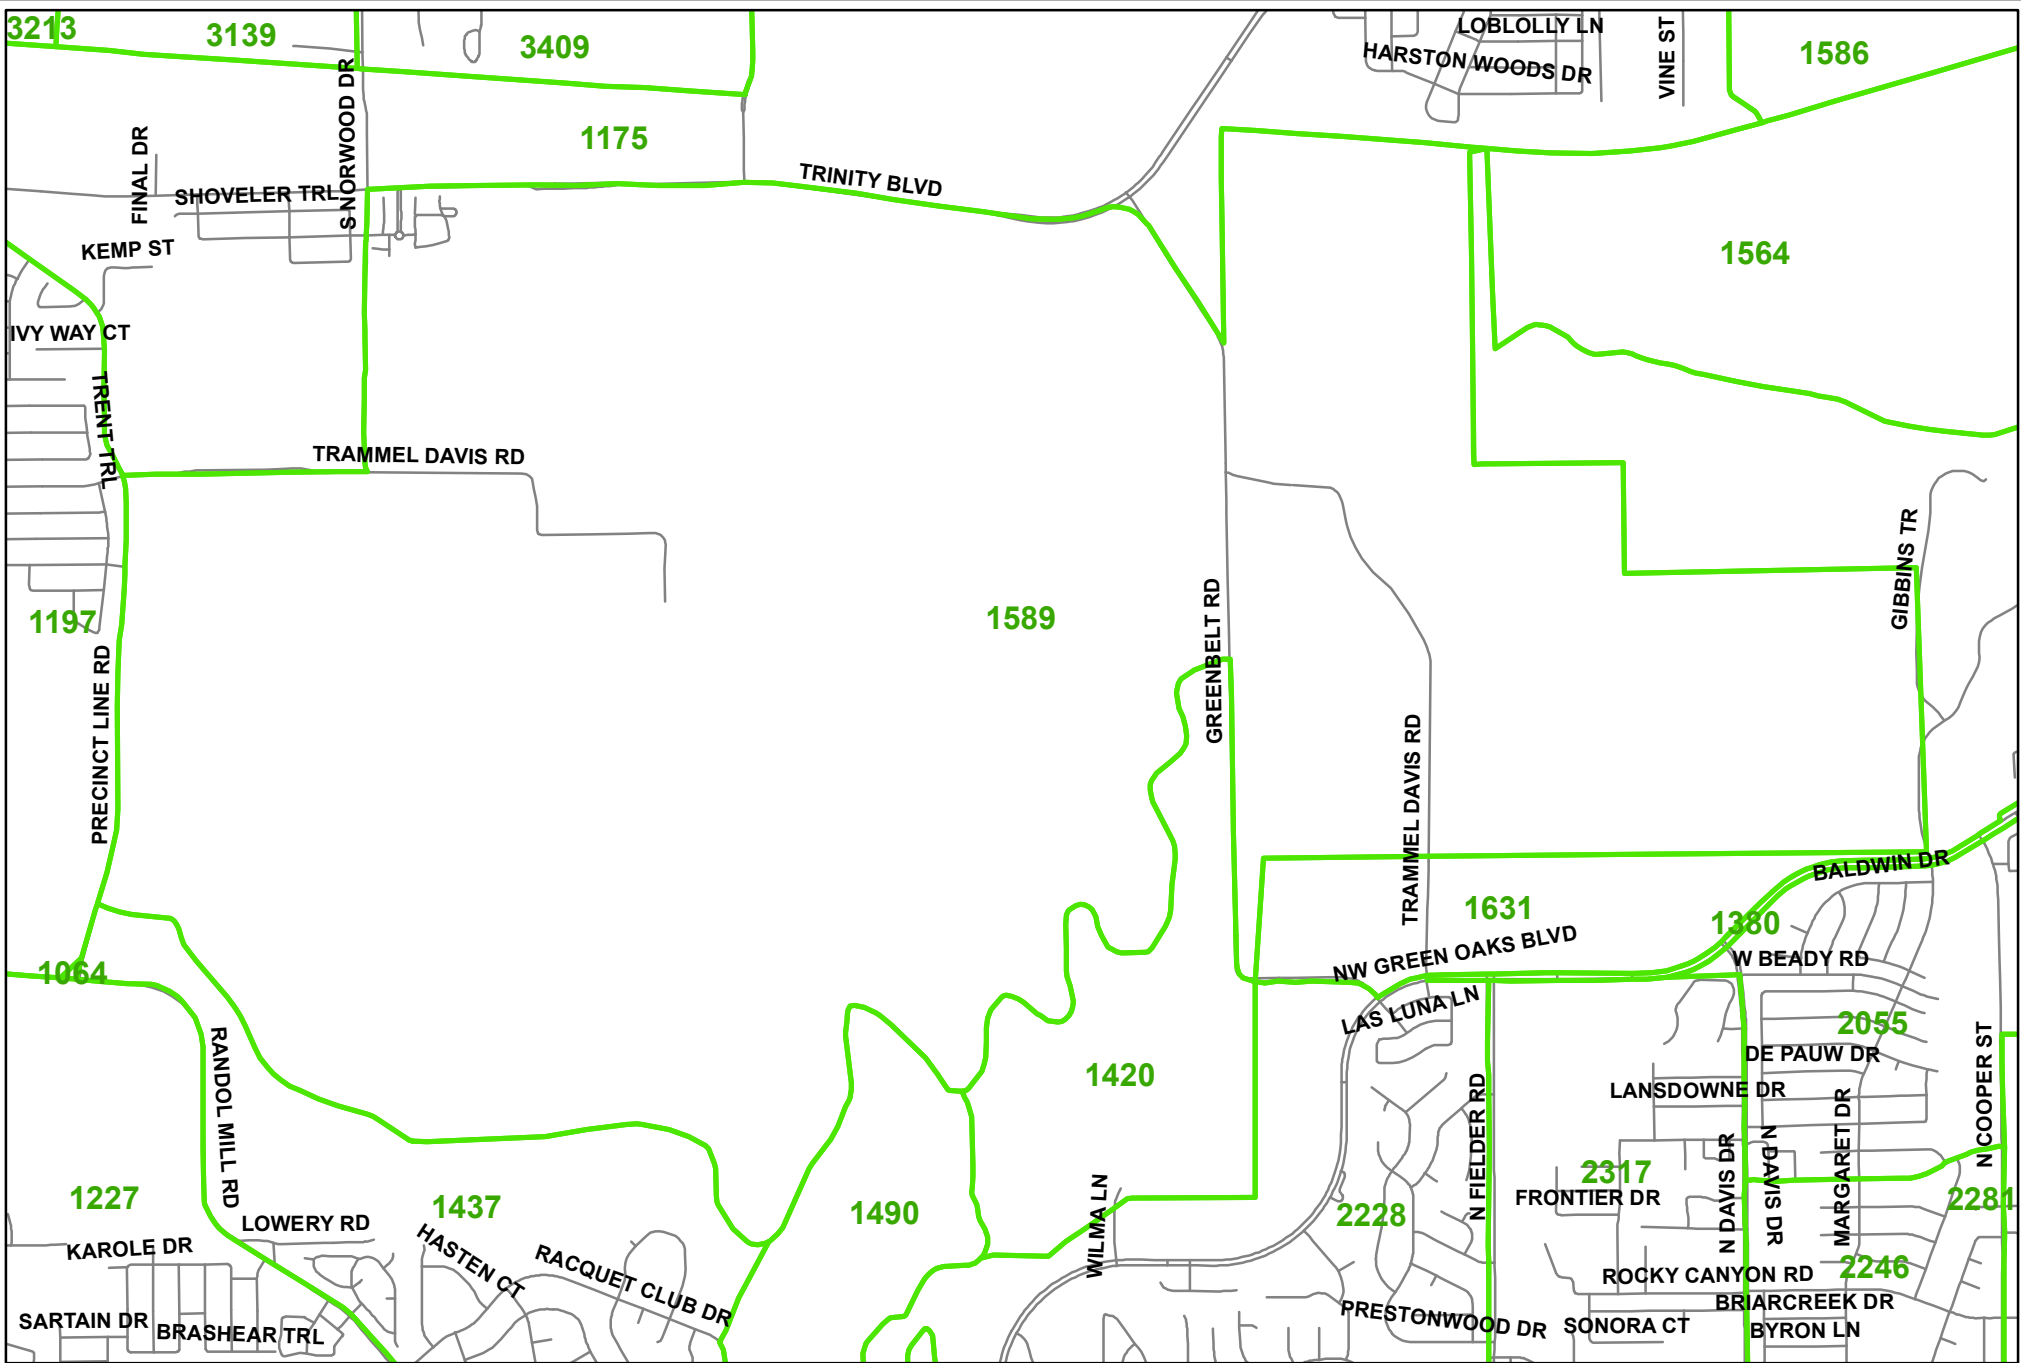 3213
3139
3409
LOBLOLLY LN
HARSTON WOODS DR
VINE ST
1586
S NORWOOD DR
1175
FINAL DR
SHOVELER TRL
TRINITY BLVD
KEMP ST
1564
IVY WAY CT
TRENT TRL
TRAMMEL DAVIS RD
GIBBINS TR
1197
1589
GREENBELT RD
PRECINCT LINE RD
TRAMMEL DAVIS RD
BALDWIN DR
1631
1380
NW GREEN OAKS BLVD
W BEADY RD
1064
LAS LUNA LN
2055
RANDOL MILL RD
1420
DE PAUW DR
LANSDOWNE DR
N COOPER ST
N FIELDER RD
MARGARET DR
N DAVIS DR
N DAVIS DR
1227
1437
1490
WILMA LN
2228
2317
FRONTIER DR
2281
LOWERY RD
KAROLE DR
HASTEN CT
RACQUET CLUB DR
ROCKY CANYON RD
2246
SARTAIN DR
BRASHEAR TRL
PRESTONWOOD DR
SONORA CT
BRIARCREEK DR
BYRON LN